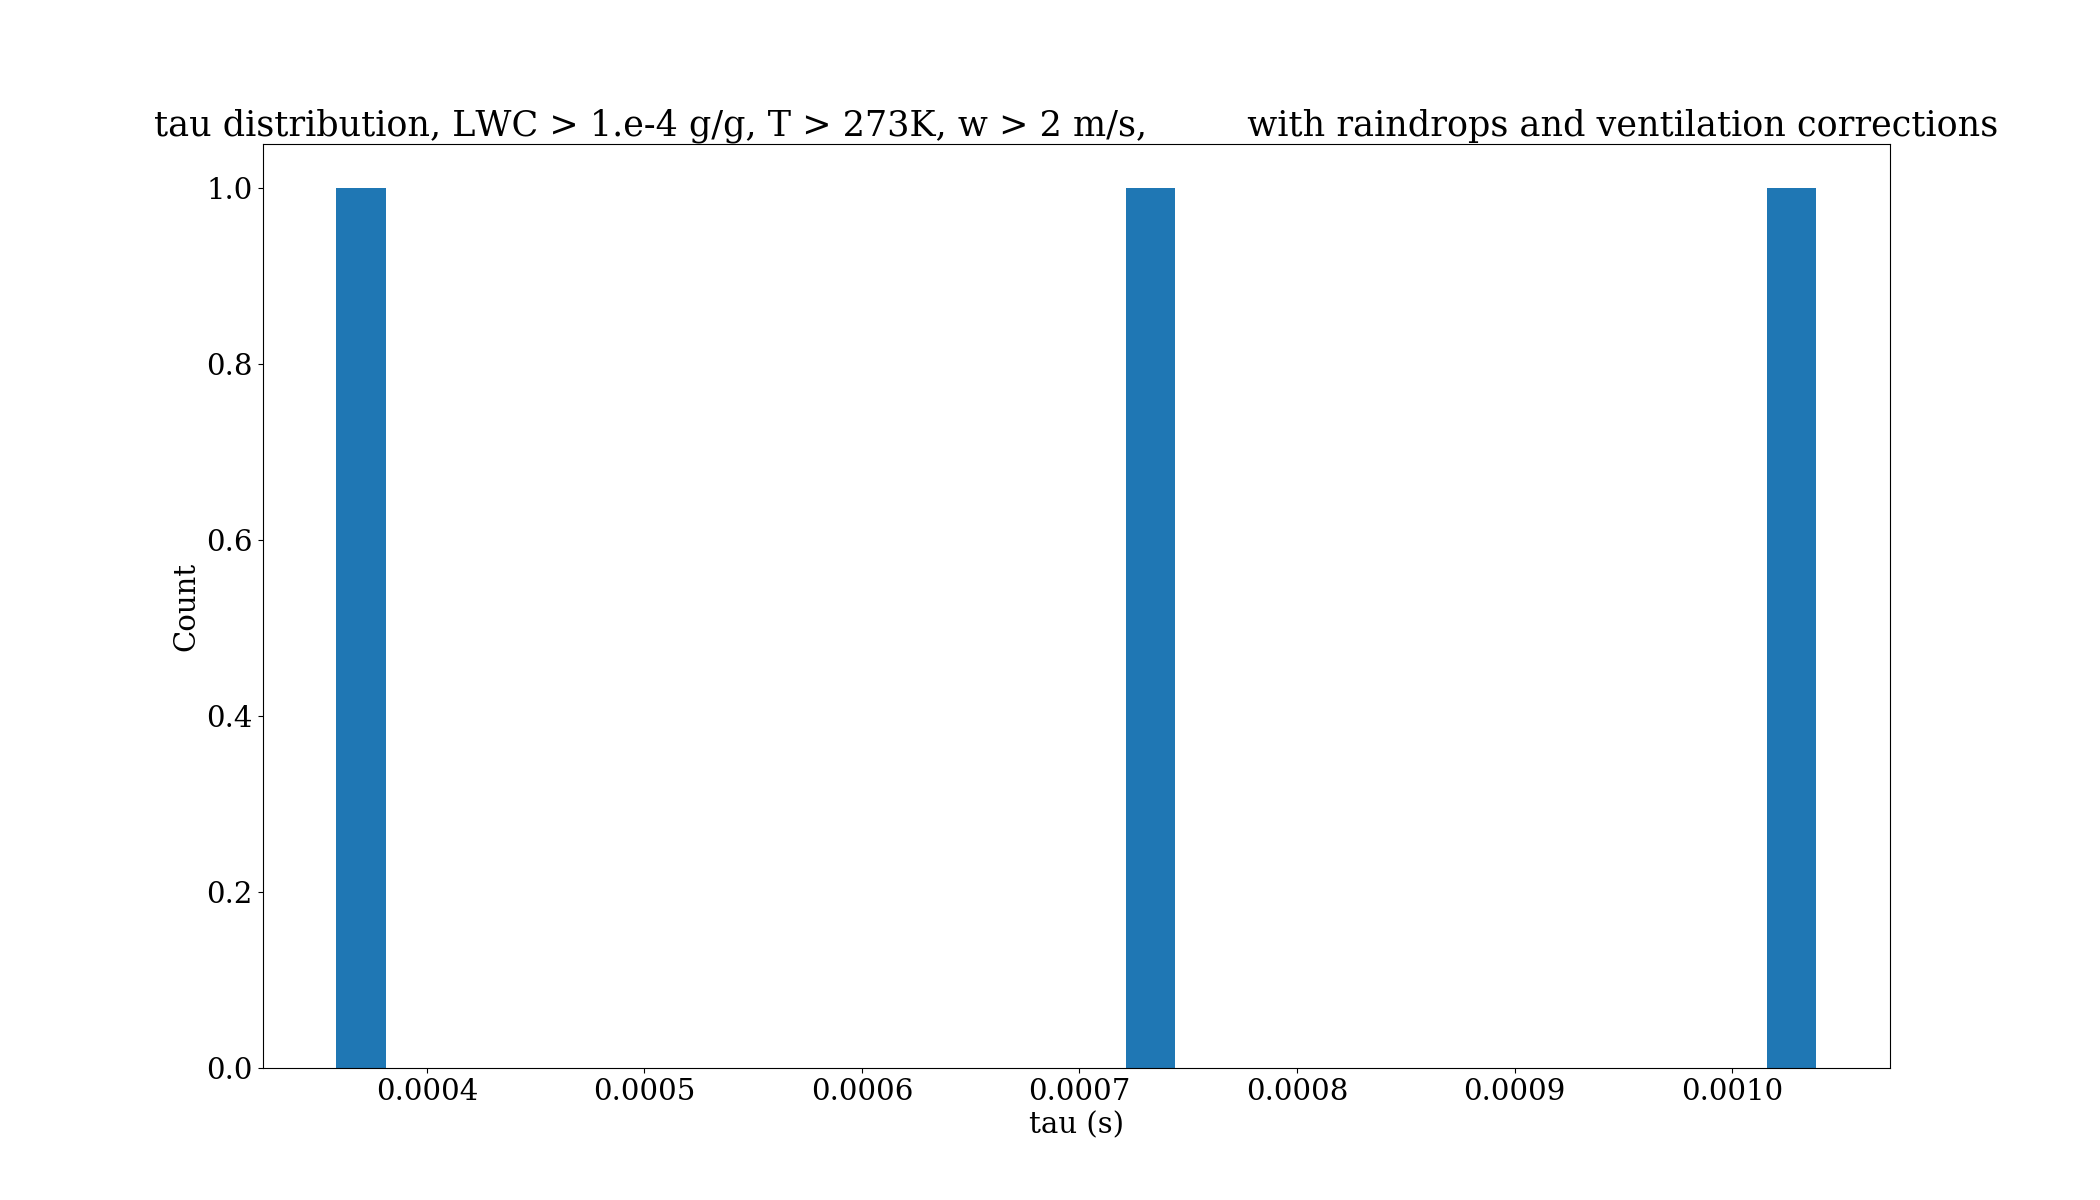 tau distribution, LWC > 1.e-4 g/g, T > 273K, w > 2 m/s,         with raindrops and ventilation corrections
1.0
0.8
0.6
0.4
0.2
0.0
Count
0.0004 0.0005 0.0006 0.0007 0.0008 0.0009 0.0010
tau (s)